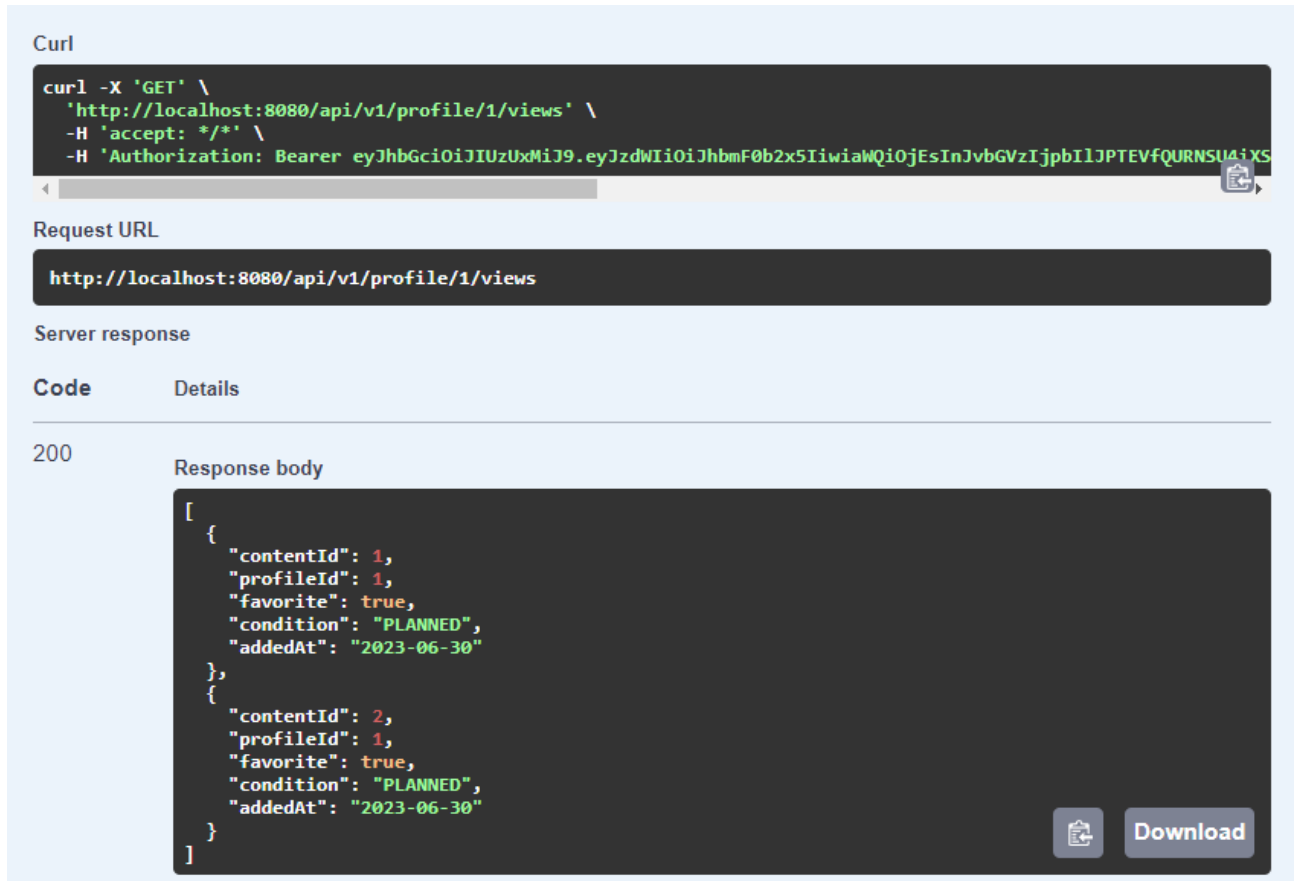 Curl
curl -X 'GET' \
'http://localhost:8080/api/v1/profile/1/views' \
-H 'accept: */*' \
-H 'Authorization: Bearer eyJhbGciOiJIUzUxMiJ9.eyJzdWIiOiJhbmF0b2x5IiwiaWQiOjEsInJvbGVzIjpbIlJPTEVfQURNSU4iXS
Request URL
http://localhost:8080/api/v1/profile/1/views
Server response
Code Details
200
Response body
[
{
"contentId": 1,
"profileId": 1,
"favorite": true,
"condition": "PLANNED",
"addedAt": "2023-06-30"
},
{
"contentId": 2,
"profileId": 1,
"favorite": true,
"condition": "PLANNED",
"addedAt": "2023-06-30"
}
]
Download